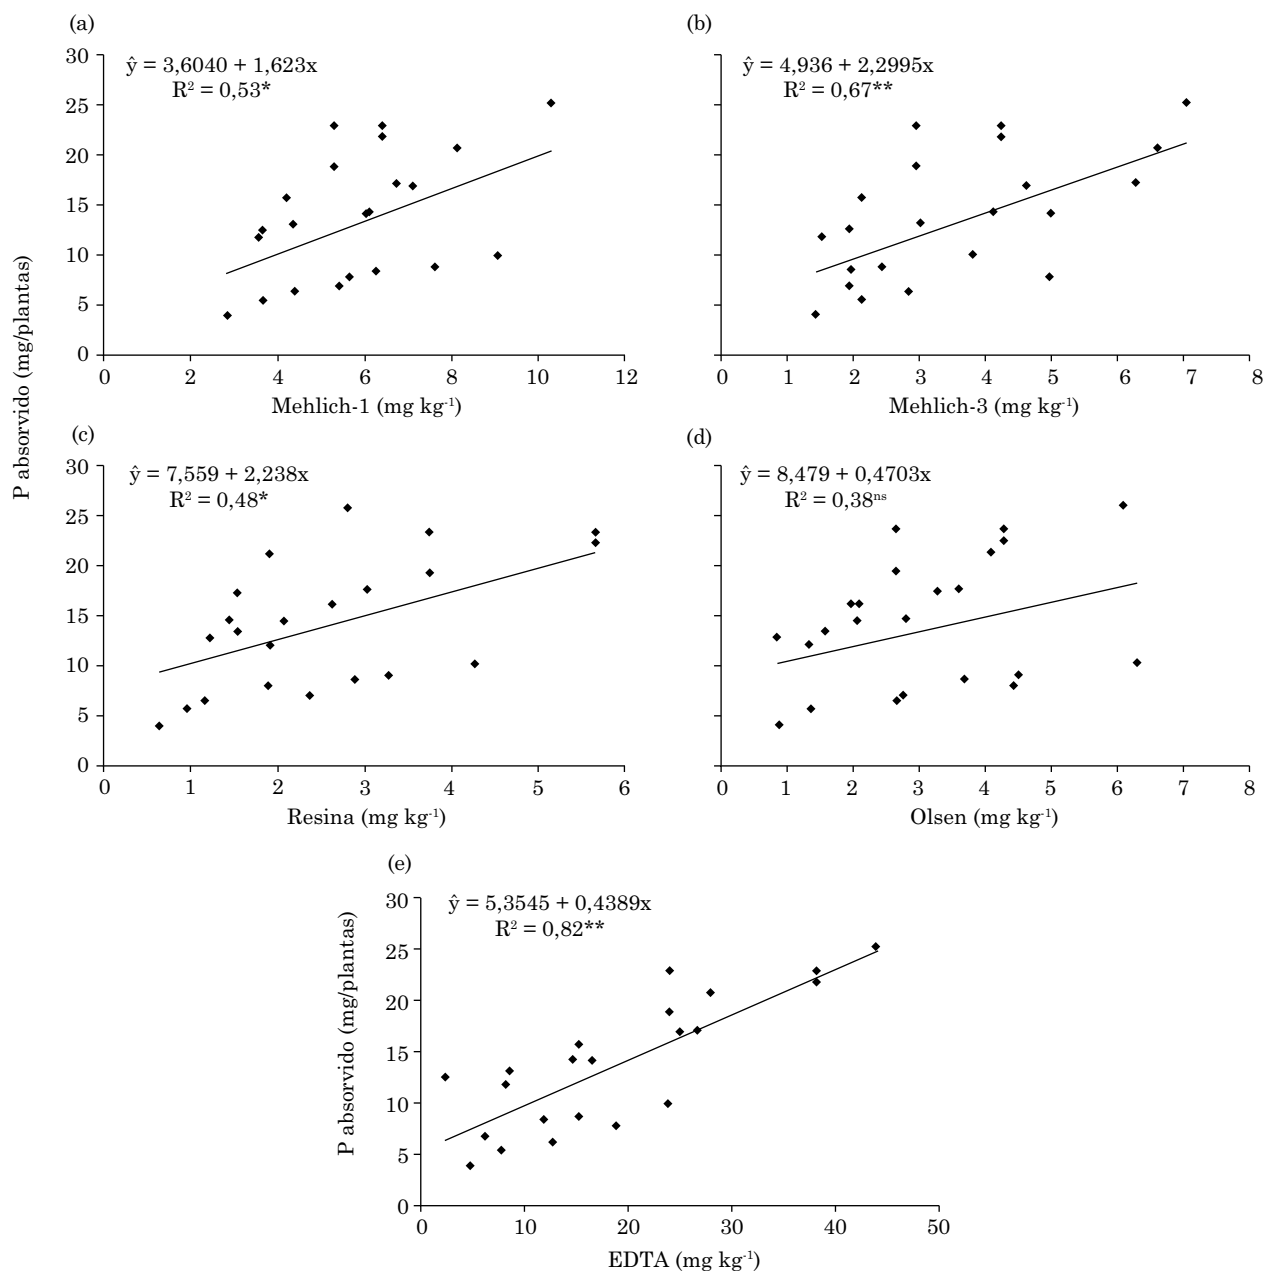 (a)
ŷ = 3,6040 + 1,623x
R² = 0,53*
30
25
20
15
10
5
0
0 2 4 6 8 10 12
Mehlich-1 (mg kg⁻¹)
(b)
ŷ = 4,936 + 2,2995x
R² = 0,67**
0 1 2 3 4 5 6 7 8
Mehlich-3 (mg kg⁻¹)
P absorvido (mg/plantas)
(c)
ŷ = 7,559 + 2,238x
R² = 0,48*
30
25
20
15
10
5
0
0 1 2 3 4 5 6
Resina (mg kg⁻¹)
(d)
ŷ = 8,479 + 0,4703x
R² = 0,38ⁿˢ
0 1 2 3 4 5 6 7 8
Olsen (mg kg⁻¹)
(e)
ŷ = 5,3545 + 0,4389x
R² = 0,82**
P absorvido (mg/plantas)
30
25
20
15
10
5
0
0 10 20 30 40 50
EDTA (mg kg⁻¹)